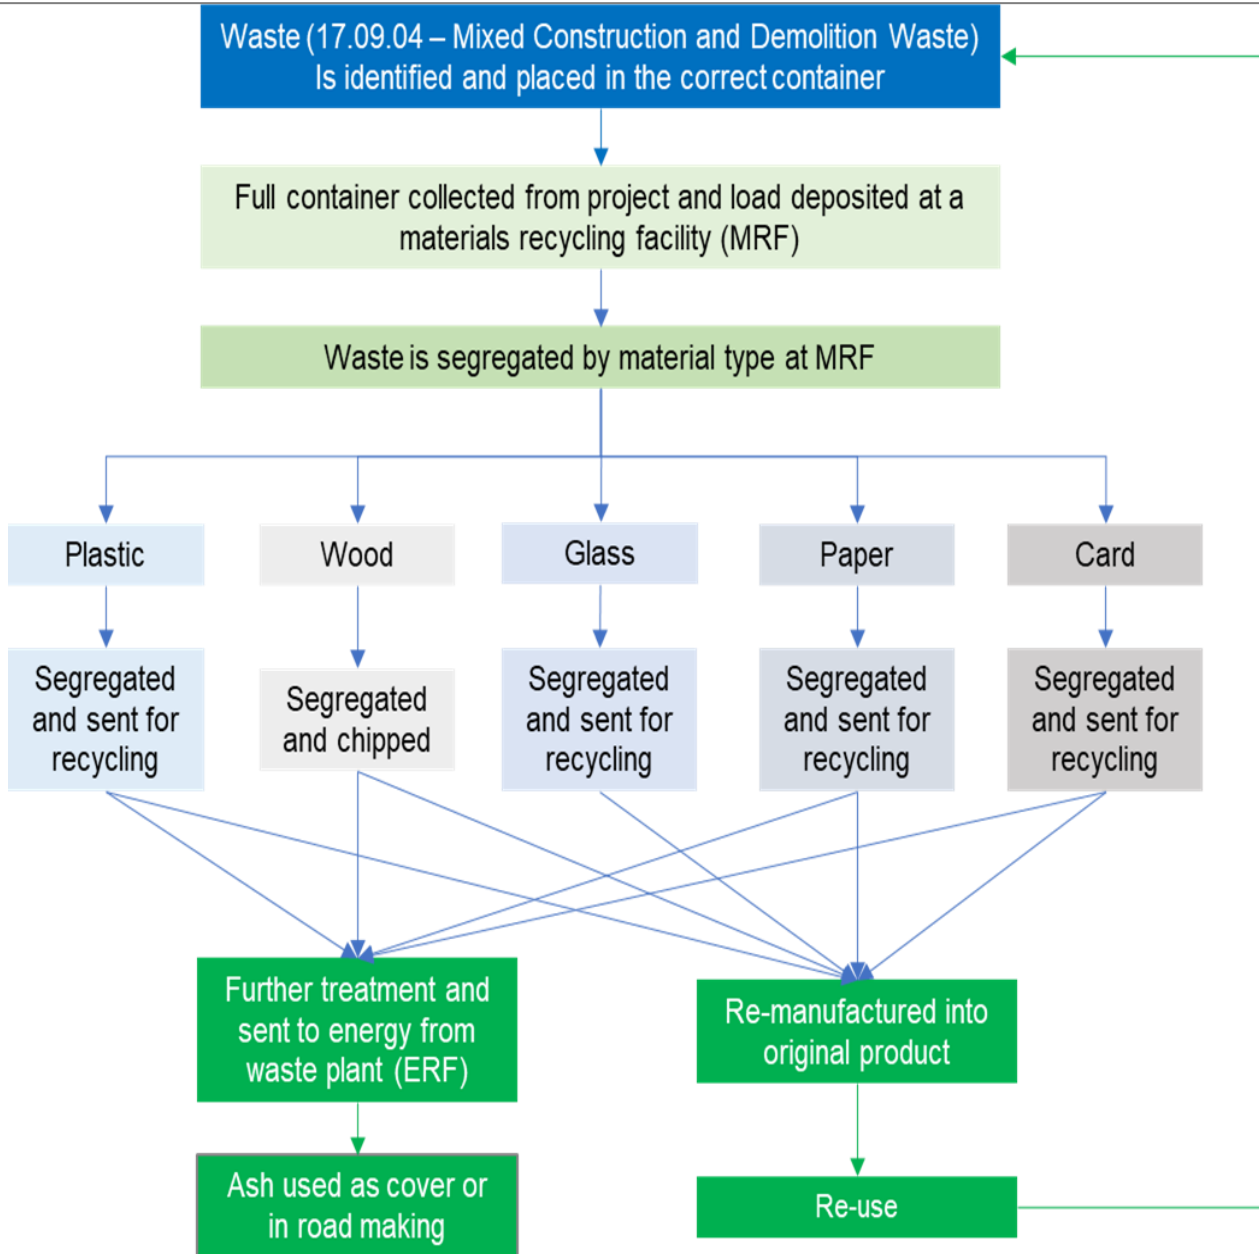 Waste (17.09.04 – Mixed Construction and Demolition Waste)
Is identified and placed in the correct container
Full container collected from project and load deposited at a
materials recycling facility (MRF)
Waste is segregated by material type at MRF
Plastic
Wood
Glass
Paper
Card
Segregated
and sent for
recycling
Segregated
and chipped
Segregated
and sent for
recycling
Segregated
and sent for
recycling
Segregated
and sent for
recycling
Further treatment and
sent to energy from
waste plant (ERF)
Re-manufactured into
original product
Ash used as cover or
in road making
Re-use